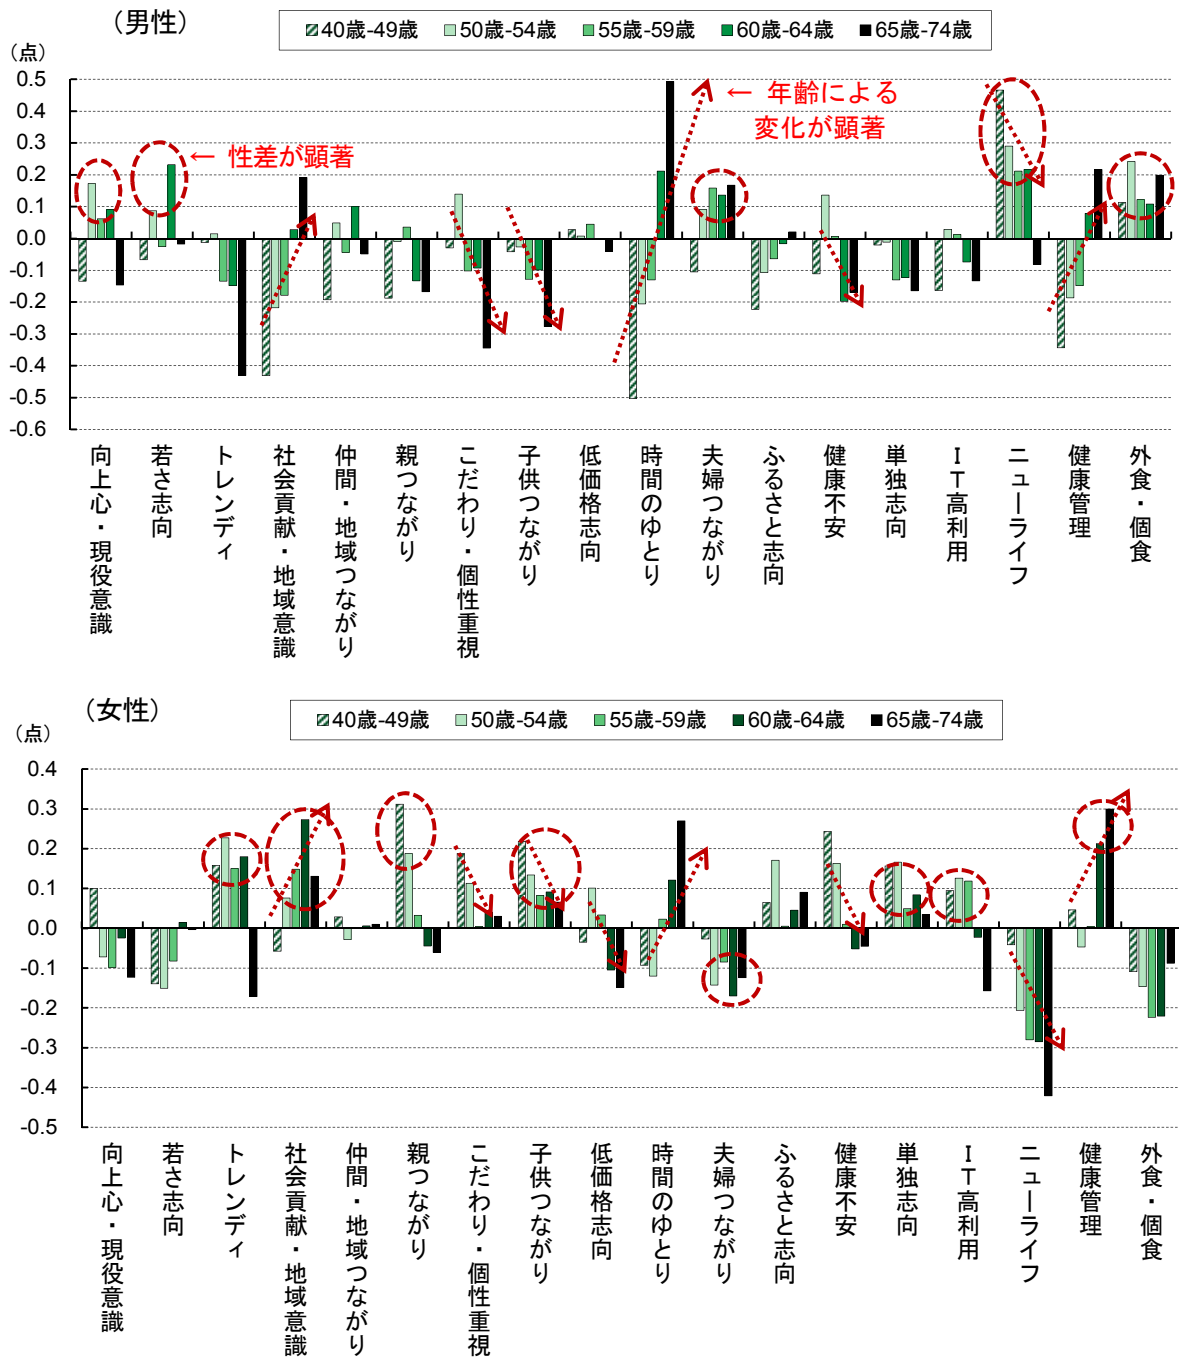 (男性)
40歳-49歳 50歳-54歳 55歳-59歳 60歳-64歳 65歳-74歳
(点)
0.5
0.4
0.3
0.2
0.1
0.0
-0.1
-0.2
-0.3
-0.4
-0.5
-0.6
← 年齢による
変化が顕著
← 性差が顕著
向上心・現役意識
若さ志向
トレンディ
社会貢献・地域意識
仲間・地域つながり
親つながり
こだわり・個性重視
子供つながり
低価格志向
時間のゆとり
夫婦つながり
ふるさと志向
健康不安
単独志向
IT高利用
ニューライフ
健康管理
外食・個食
(女性)
40歳-49歳 50歳-54歳 55歳-59歳 60歳-64歳 65歳-74歳
(点)
0.4
0.3
0.2
0.1
0.0
-0.1
-0.2
-0.3
-0.4
-0.5
向上心・現役意識
若さ志向
トレンディ
社会貢献・地域意識
仲間・地域つながり
親つながり
こだわり・個性重視
子供つながり
低価格志向
時間のゆとり
夫婦つながり
ふるさと志向
健康不安
単独志向
IT高利用
ニューライフ
健康管理
外食・個食